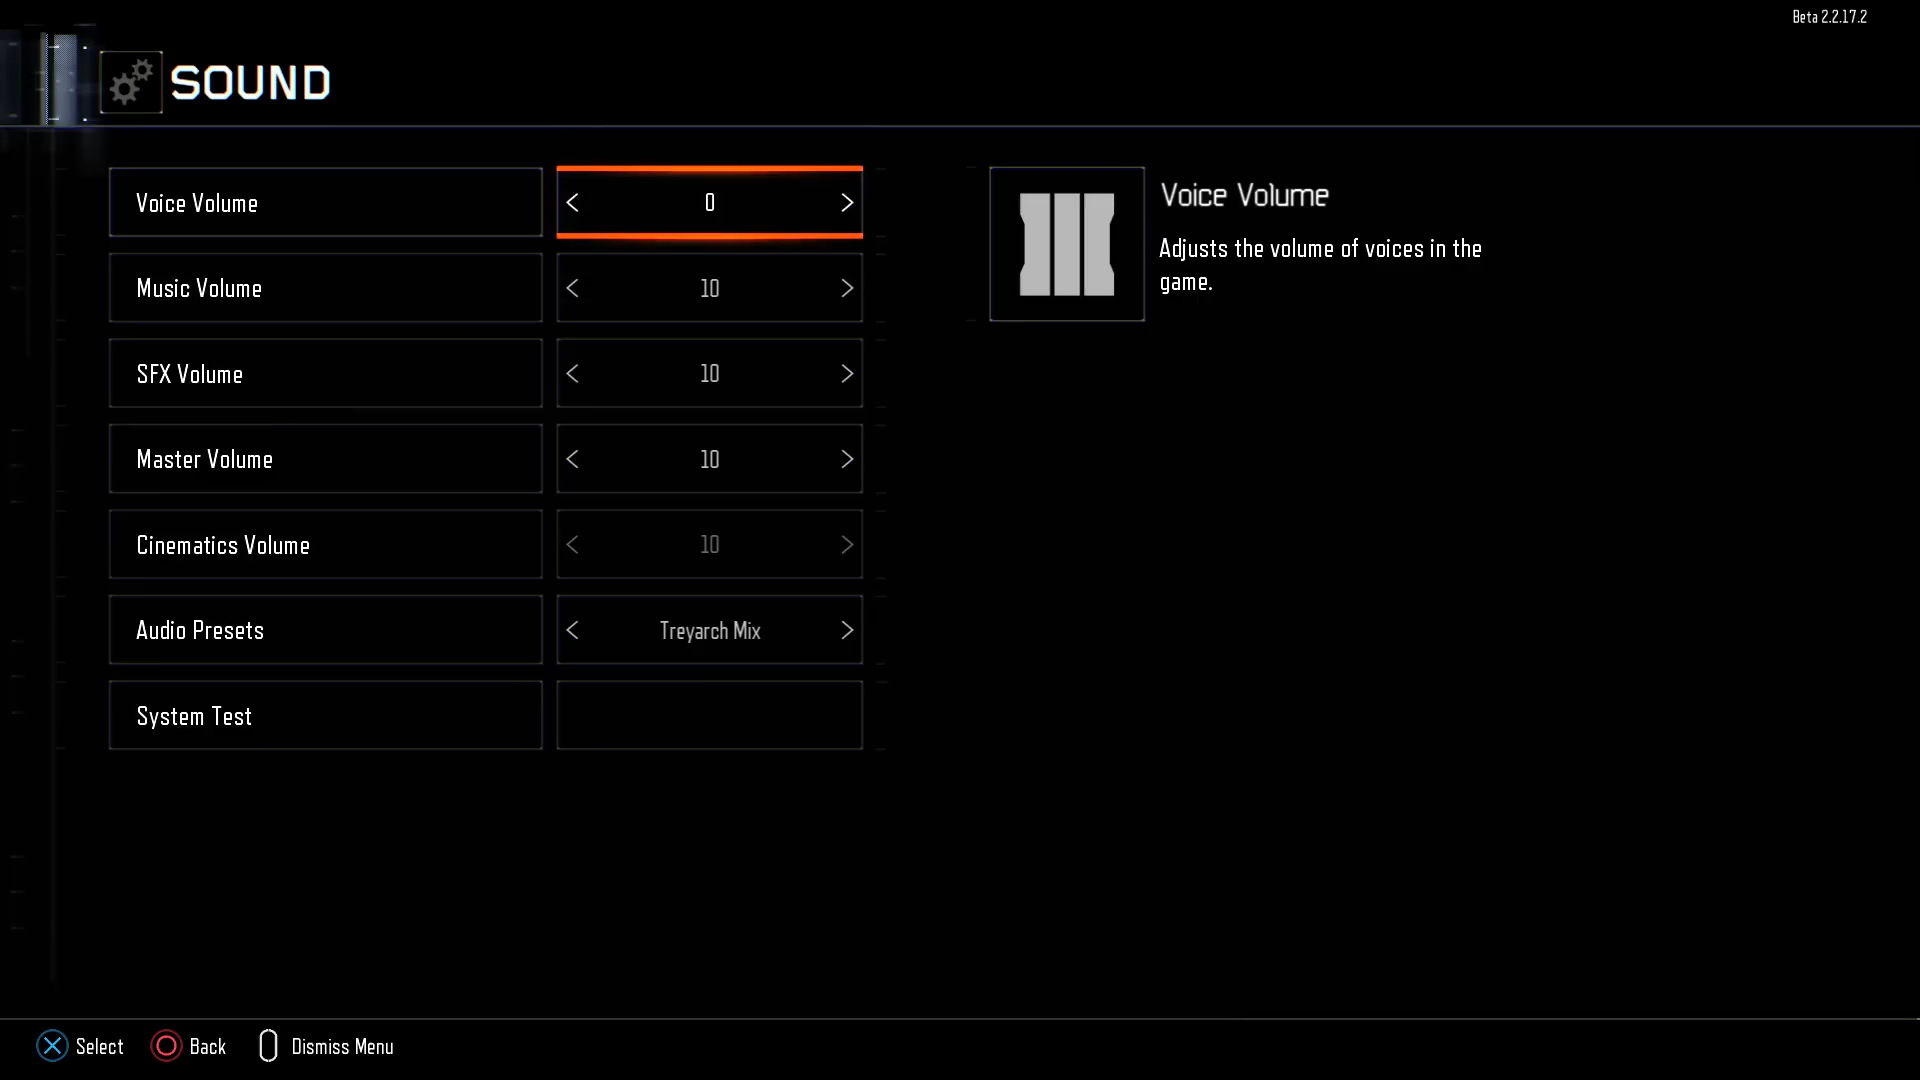 Beta 2.2.17.2
SOUND
Voice Volume
0
Music Volume
10
SFX Volume
10
Master Volume
10
Cinematics Volume
10
Audio Presets
Treyarch Mix
System Test
Voice Volume
Adjusts the volume of voices in the
game.
Select Back Dismiss Menu